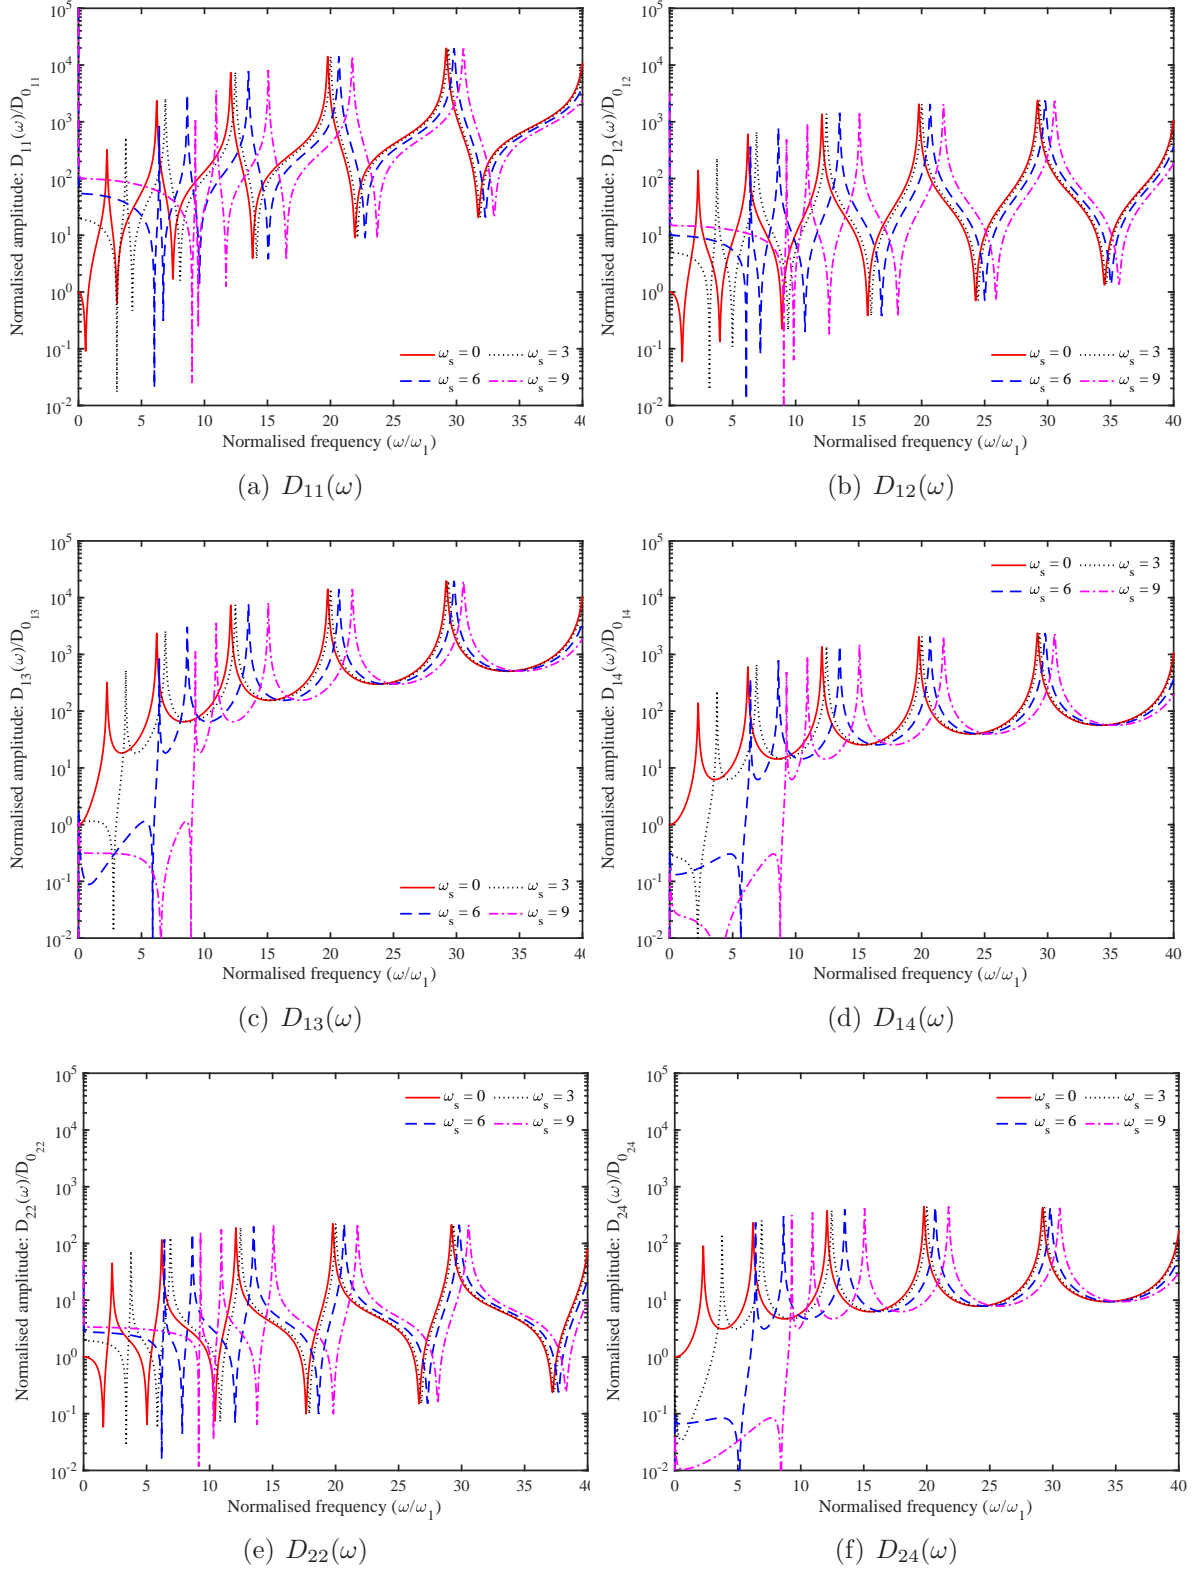 10^5
10^4
10^3
10^2
10^1
10^0
10^-1
10^-2
0 5 10 15 20 25 30 35 40
Normalised amplitude: D_11(ω)/D_0_11
Normalised frequency (ω/ω_1)
ω_s = 0 ω_s = 3
ω_s = 6 ω_s = 9
(a) D_11(ω)
10^5
10^4
10^3
10^2
10^1
10^0
10^-1
10^-2
0 5 10 15 20 25 30 35 40
Normalised amplitude: D_12(ω)/D_0_12
Normalised frequency (ω/ω_1)
ω_s = 0 ω_s = 3
ω_s = 6 ω_s = 9
(b) D_12(ω)
10^5
10^4
10^3
10^2
10^1
10^0
10^-1
10^-2
0 5 10 15 20 25 30 35 40
Normalised amplitude: D_13(ω)/D_0_13
Normalised frequency (ω/ω_1)
ω_s = 0 ω_s = 3
ω_s = 6 ω_s = 9
(c) D_13(ω)
10^5
10^4
10^3
10^2
10^1
10^0
10^-1
10^-2
0 5 10 15 20 25 30 35 40
Normalised amplitude: D_14(ω)/D_0_14
Normalised frequency (ω/ω_1)
ω_s = 0 ω_s = 3
ω_s = 6 ω_s = 9
(d) D_14(ω)
10^5
10^4
10^3
10^2
10^1
10^0
10^-1
10^-2
0 5 10 15 20 25 30 35 40
Normalised amplitude: D_22(ω)/D_0_22
Normalised frequency (ω/ω_1)
ω_s = 0 ω_s = 3
ω_s = 6 ω_s = 9
(e) D_22(ω)
10^5
10^4
10^3
10^2
10^1
10^0
10^-1
10^-2
0 5 10 15 20 25 30 35 40
Normalised amplitude: D_24(ω)/D_0_24
Normalised frequency (ω/ω_1)
ω_s = 0 ω_s = 3
ω_s = 6 ω_s = 9
(f) D_24(ω)